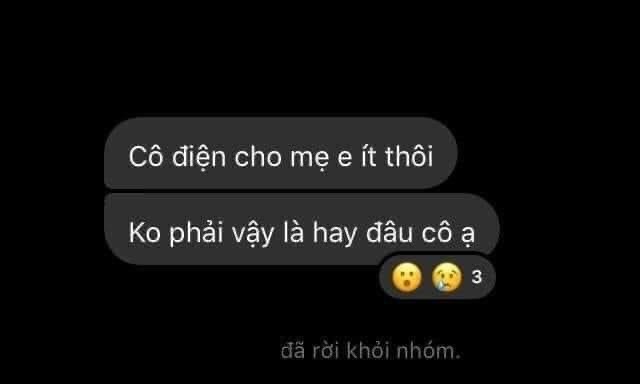 Cô điện cho mẹ e ít thôi
Ko phải vậy là hay đâu cô ạ
3
đã rời khỏi nhóm.